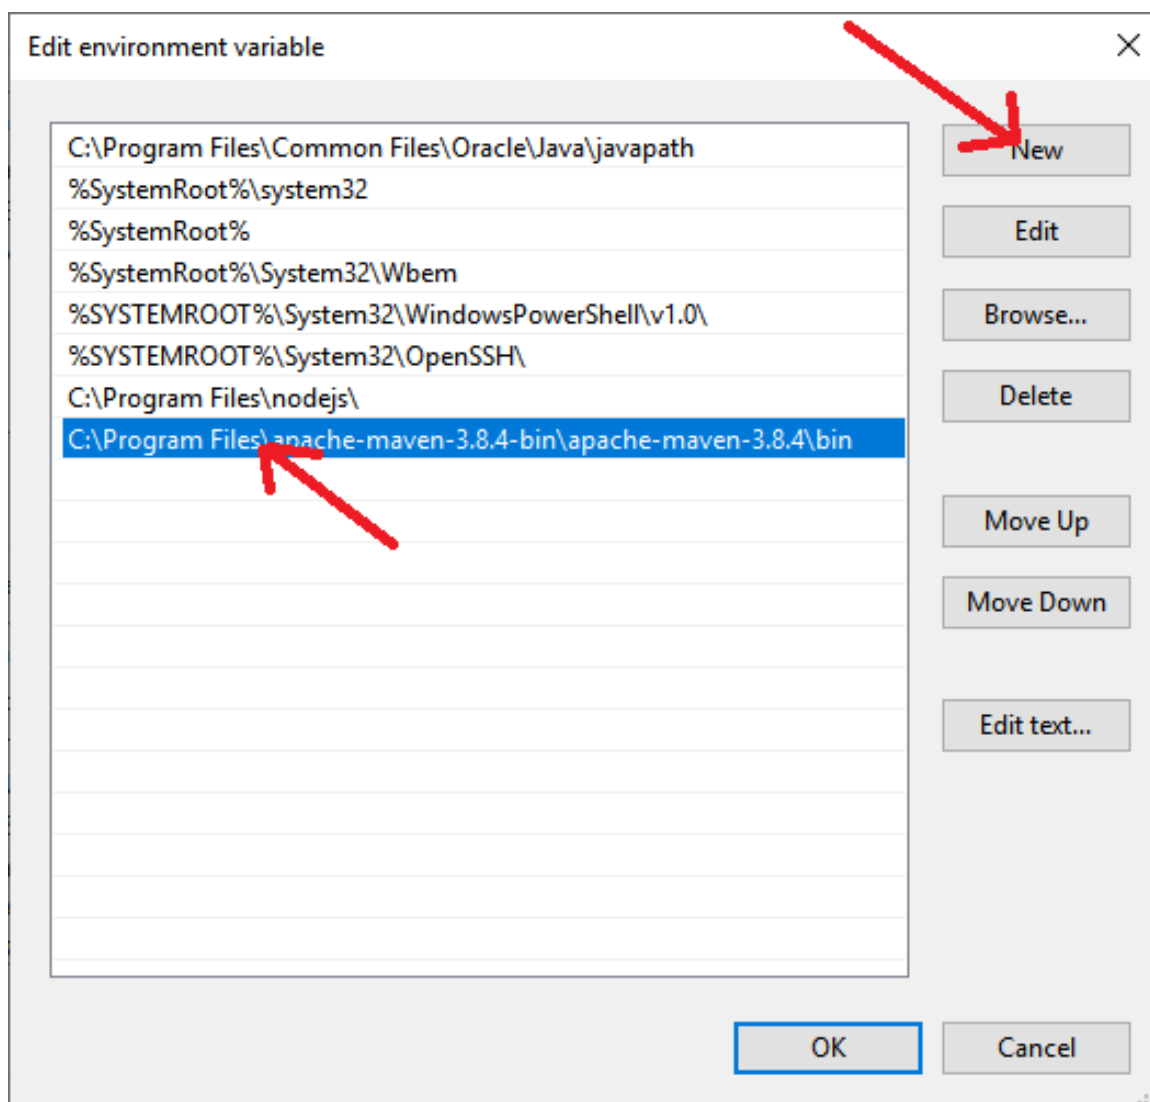 Edit environment variable
C:\Program Files\Common Files\Oracle\Java\javapath
%SystemRoot%\system32
%SystemRoot%
%SystemRoot%\System32\Wbem
%SYSTEMROOT%\System32\WindowsPowerShell\v1.0\
%SYSTEMROOT%\System32\OpenSSH\
C:\Program Files\nodejs\
C:\Program Files\apache-maven-3.8.4-bin\apache-maven-3.8.4\bin
New
Edit
Browse...
Delete
Move Up
Move Down
Edit text...
OK
Cancel